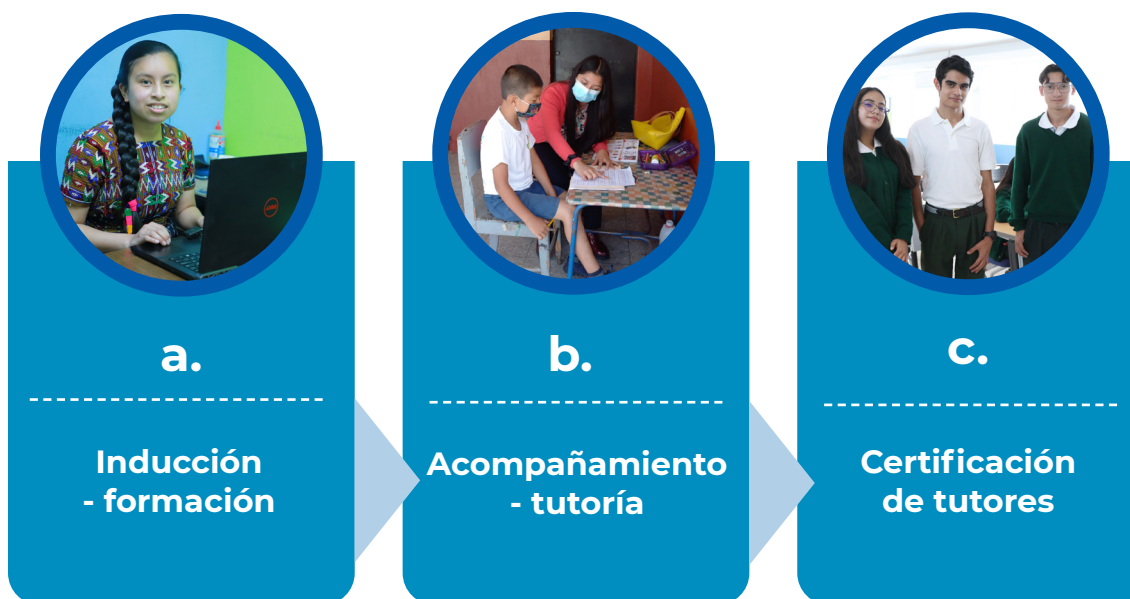 a.
Inducción
- formación
b.
Acompañamiento
- tutoría
c.
Certificación
de tutores